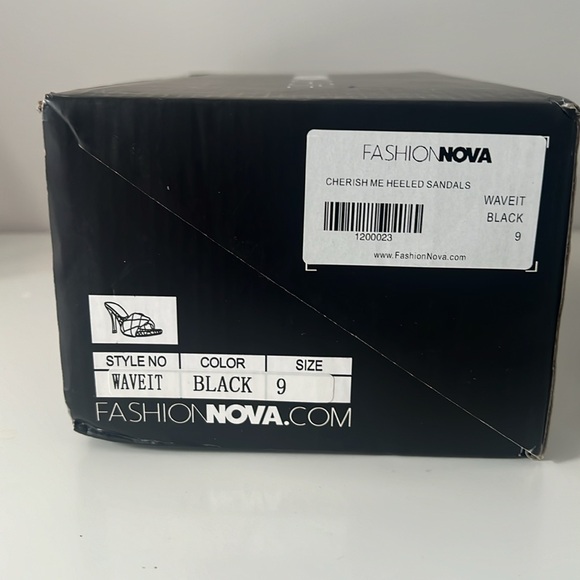 FASHIONNOVA
CHERISH ME HEELED SANDALS
WAVEIT
BLACK
1200023
9
www.FashionNova.com
STYLE NO COLOR SIZE
WAVEIT BLACK 9
FASHIONNOVA.COM